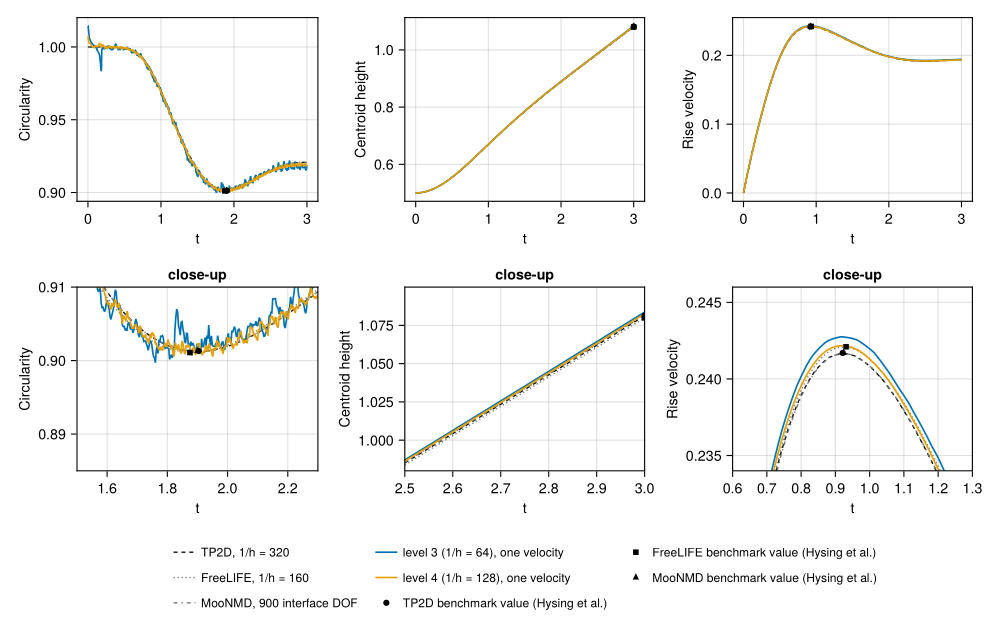 1.00
0.95
0.90
Circularity
0 1 2 3
t
1.0
0.8
0.6
Centroid height
0 1 2 3
t
0.2
0.1
0.0
Rise velocity
0 1 2 3
t
close-up
0.91
0.90
0.89
Circularity
1.6 1.8 2.0 2.2
t
close-up
1.075
1.050
1.025
1.000
Centroid height
2.5 2.6 2.7 2.8 2.9 3.0
t
close-up
0.245
0.240
0.235
Rise velocity
0.6 0.7 0.8 0.9 1.0 1.1 1.2 1.3
t
TP2D, 1/h = 320
FreeLIFE, 1/h = 160
MooNMD, 900 interface DOF
level 3 (1/h = 64), one velocity
level 4 (1/h = 128), one velocity
TP2D benchmark value (Hysing et al.)
FreeLIFE benchmark value (Hysing et al.)
MooNMD benchmark value (Hysing et al.)